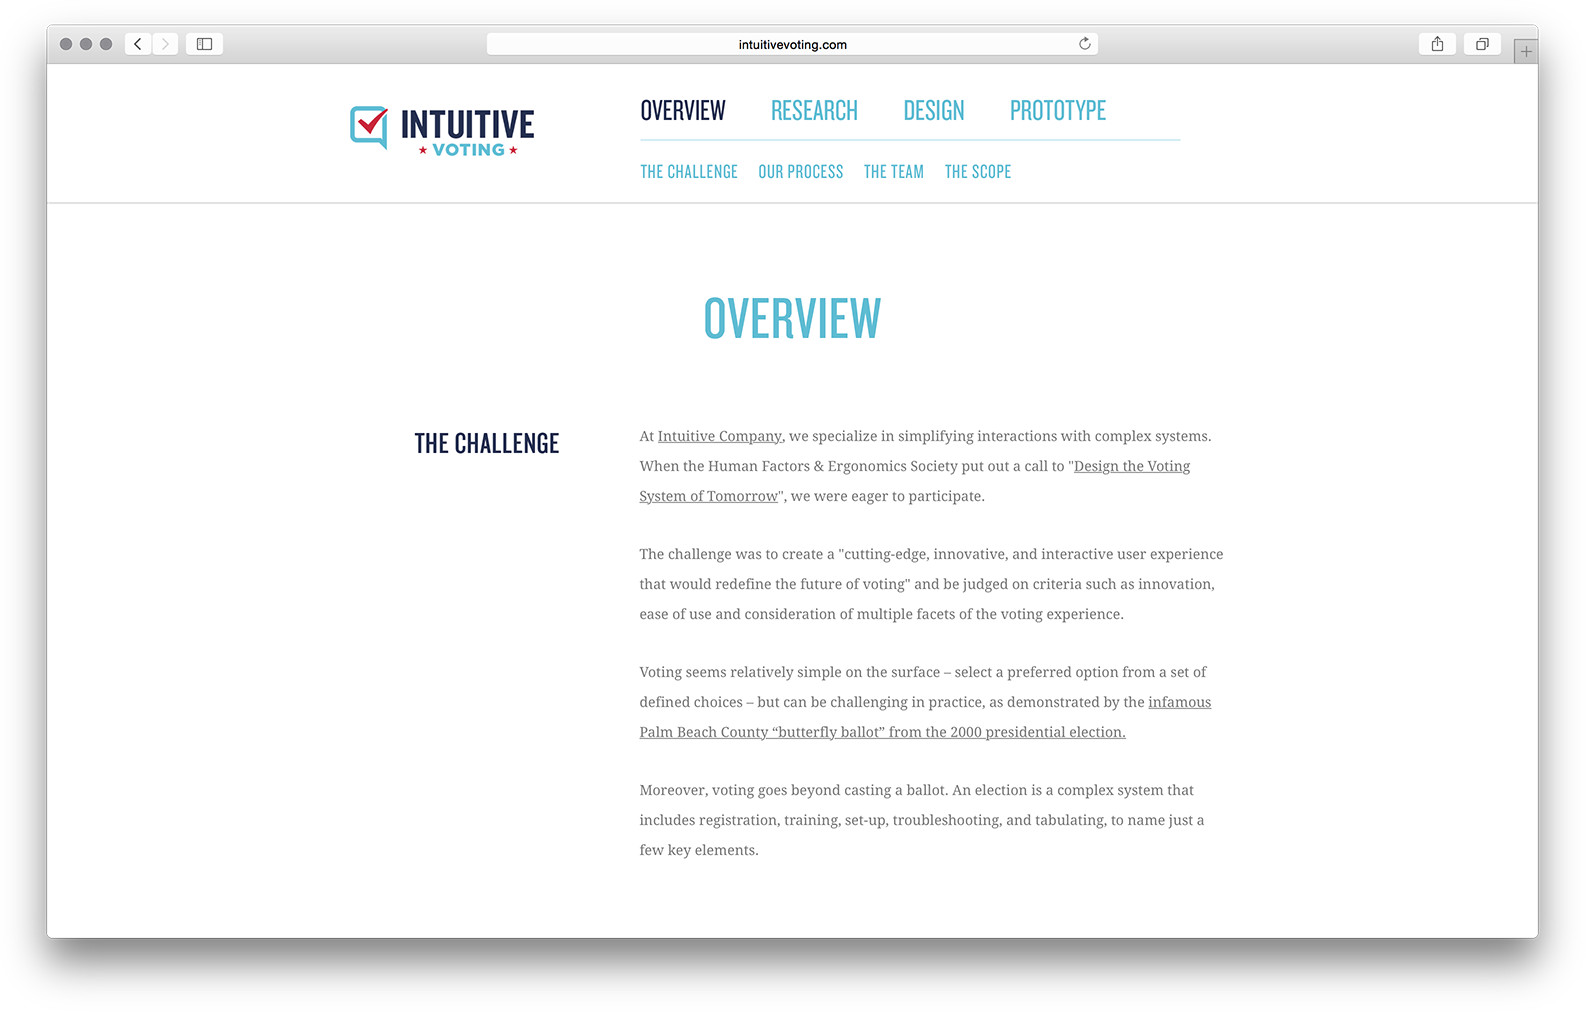 intuitivevoting.com
INTUITIVE
VOTING
OVERVIEW RESEARCH DESIGN PROTOTYPE
THE CHALLENGE OUR PROCESS THE TEAM THE SCOPE
OVERVIEW
THE CHALLENGE
At Intuitive Company, we specialize in simplifying interactions with complex systems.
When the Human Factors & Ergonomics Society put out a call to "Design the Voting
System of Tomorrow", we were eager to participate.
The challenge was to create a "cutting-edge, innovative, and interactive user experience
that would redefine the future of voting" and be judged on criteria such as innovation,
ease of use and consideration of multiple facets of the voting experience.
Voting seems relatively simple on the surface – select a preferred option from a set of
defined choices – but can be challenging in practice, as demonstrated by the infamous
Palm Beach County “butterfly ballot” from the 2000 presidential election.
Moreover, voting goes beyond casting a ballot. An election is a complex system that
includes registration, training, set-up, troubleshooting, and tabulating, to name just a
few key elements.